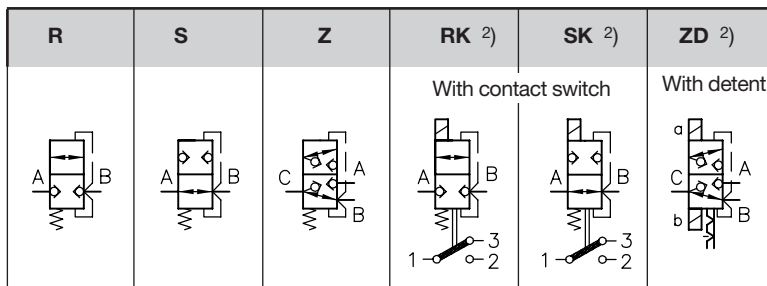 R S Z RK 2) SK 2) ZD 2)
With contact switch With detent
a
A B A B C A B A B A B C A B
b
3 3
1 2 1 2